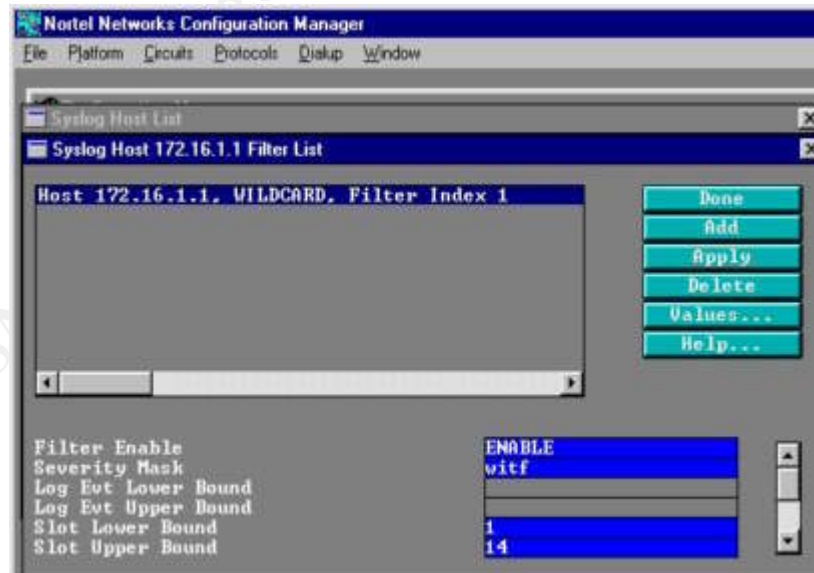 Nortel Networks Configuration Manager
File Platform Circuits Protocols Dialup Window
Syslog Host List
Syslog Host 172.16.1.1 Filter List
Host 172.16.1.1, WILDCARD, Filter Index 1
Done
Add
Apply
Delete
Values...
Help...
Filter Enable ENABLE
Severity Mask witf
Log Evt Lower Bound
Log Evt Upper Bound
Slot Lower Bound 1
Slot Upper Bound 14